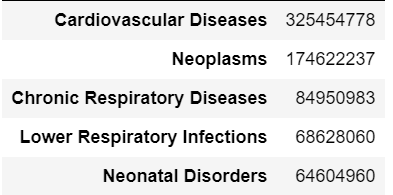 Cardiovascular Diseases 325454778
Neoplasms 174622237
Chronic Respiratory Diseases 84950983
Lower Respiratory Infections 68628060
Neonatal Disorders 64604960